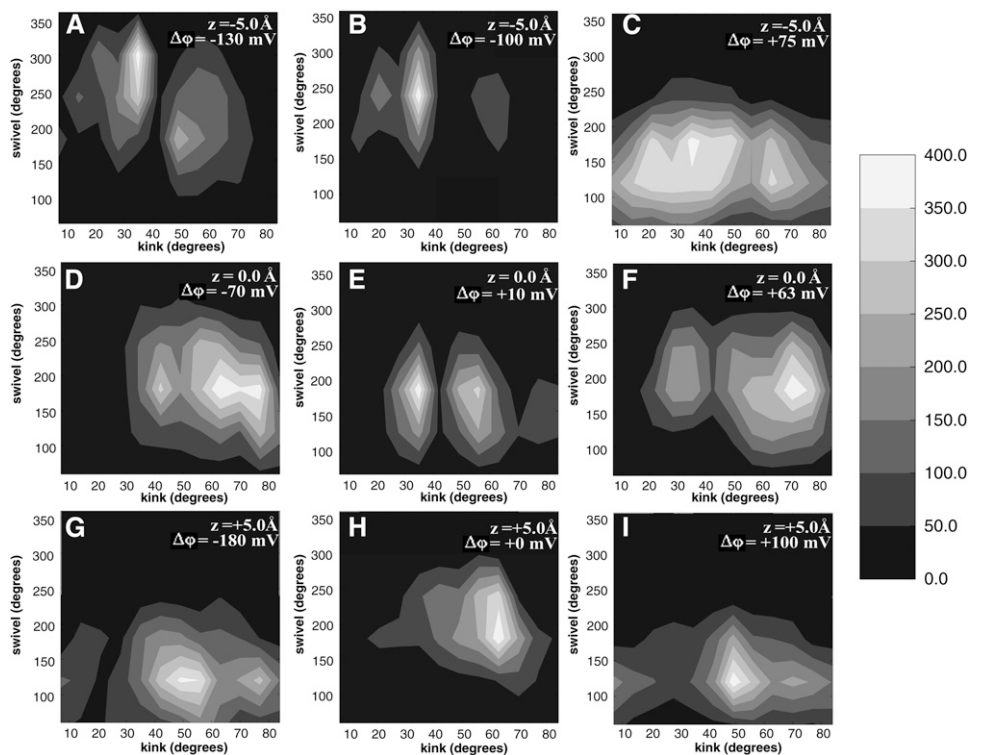 A
z=-5.0 Å
Δφ= -130 mV
swivel (degrees)
350
300
250
200
150
100
10 20 30 40 50 60 70 80
kink (degrees)
B
z=-5.0 Å
Δφ= -100 mV
swivel (degrees)
350
300
250
200
150
100
10 20 30 40 50 60 70 80
kink (degrees)
C
z=-5.0 Å
Δφ= +75 mV
swivel (degrees)
350
300
250
200
150
100
10 20 30 40 50 60 70 80
kink (degrees)
D
z= 0.0 Å
Δφ= -70 mV
swivel (degrees)
350
300
250
200
150
100
10 20 30 40 50 60 70 80
kink (degrees)
E
z= 0.0 Å
Δφ= +10 mV
swivel (degrees)
350
300
250
200
150
100
10 20 30 40 50 60 70 80
kink (degrees)
F
z= 0.0 Å
Δφ= +63 mV
swivel (degrees)
350
300
250
200
150
100
10 20 30 40 50 60 70 80
kink (degrees)
G
z=+5.0Å
Δφ= -180 mV
swivel (degrees)
350
300
250
200
150
100
10 20 30 40 50 60 70 80
kink (degrees)
H
z=+5.0Å
Δφ= +0 mV
swivel (degrees)
350
300
250
200
150
100
10 20 30 40 50 60 70 80
kink (degrees)
I
z=+5.0Å
Δφ= +100 mV
swivel (degrees)
350
300
250
200
150
100
10 20 30 40 50 60 70 80
kink (degrees)
400.0
350.0
300.0
250.0
200.0
150.0
100.0
50.0
0.0